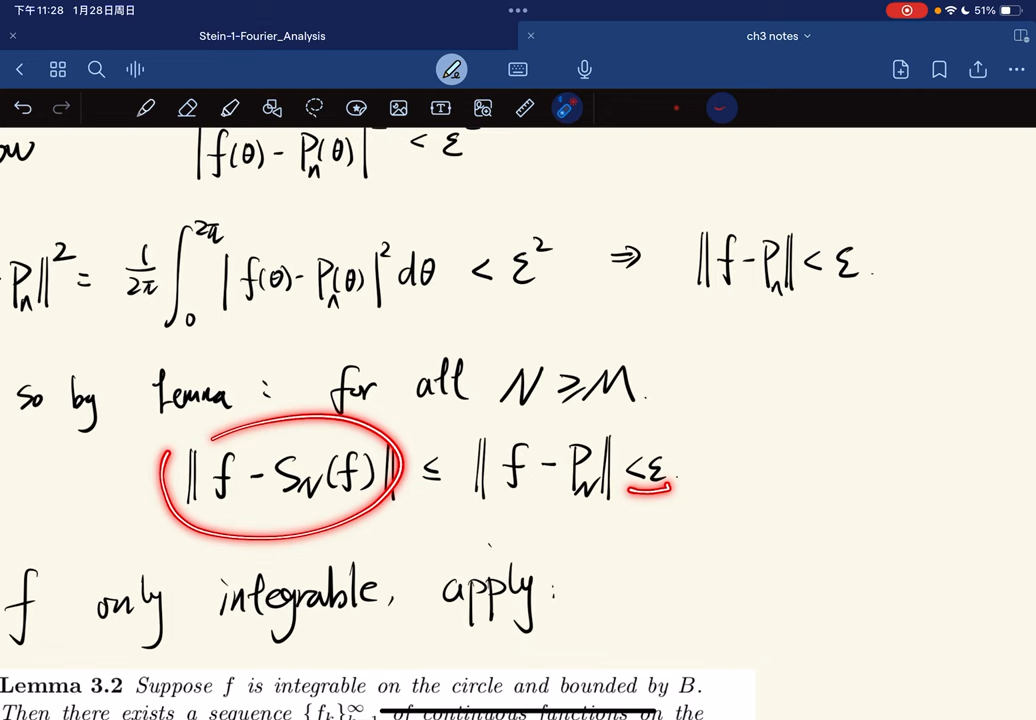 下午11:28 1月28日周日
51%
Stein-1-Fourier_Analysis
ch3 notes
ow |f(θ) - Pₙ(θ)| < ε
Pₙ‖² = 1/2π ∫₀^2π |f(θ) - Pₙ(θ)|² dθ < ε² ⇒ ‖f - Pₙ‖ < ε.
so by Lemma : for all N ≥ M.
‖f - S_N(f)‖ ≤ ‖f - P_N‖ < ε.
f only integrable, apply :
Lemma 3.2 Suppose f is integrable on the circle and bounded by B.
Then there exists a sequence {fₖ}^∞ of continuous functions on the